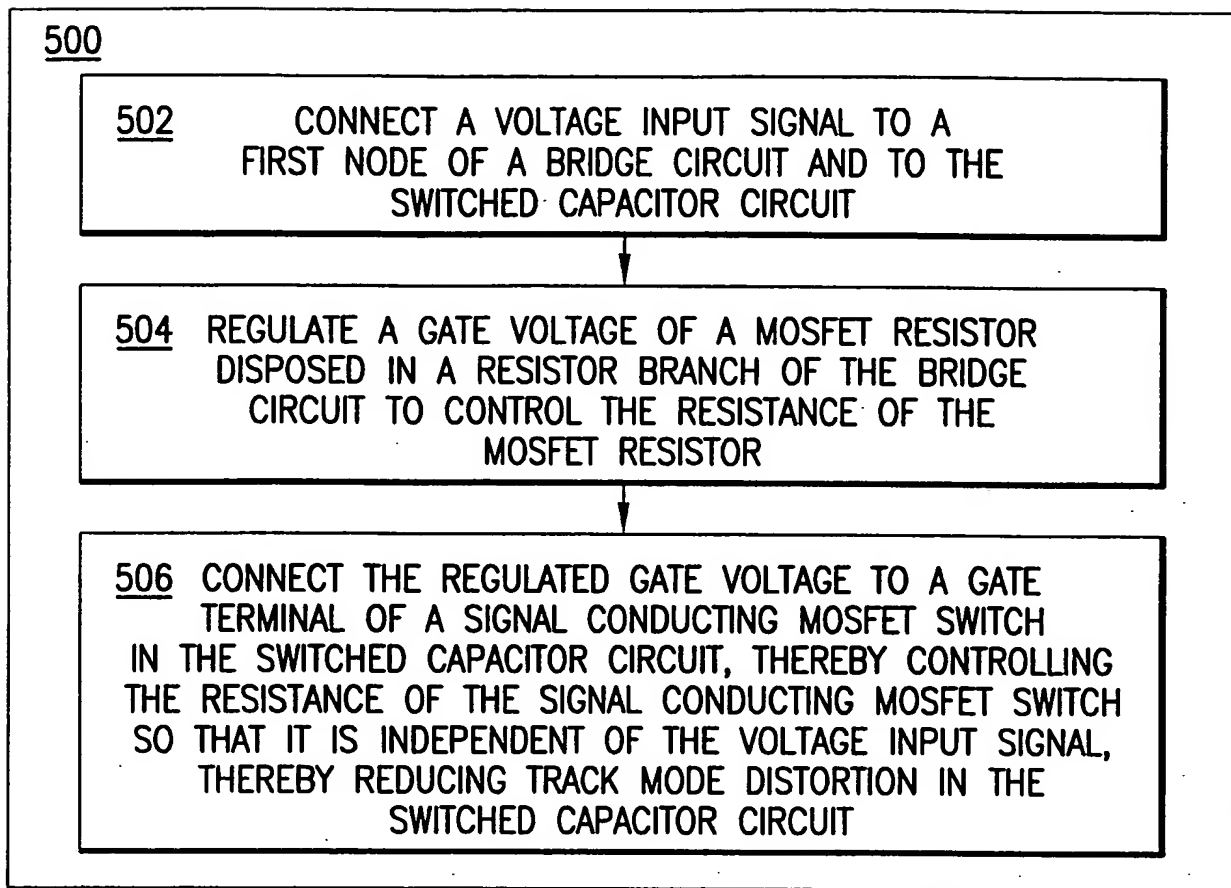 500
502 CONNECT A VOLTAGE INPUT SIGNAL TO A
FIRST NODE OF A BRIDGE CIRCUIT AND TO THE
SWITCHED CAPACITOR CIRCUIT
504 REGULATE A GATE VOLTAGE OF A MOSFET RESISTOR
DISPOSED IN A RESISTOR BRANCH OF THE BRIDGE
CIRCUIT TO CONTROL THE RESISTANCE OF THE
MOSFET RESISTOR
506 CONNECT THE REGULATED GATE VOLTAGE TO A GATE
TERMINAL OF A SIGNAL CONDUCTING MOSFET SWITCH
IN THE SWITCHED CAPACITOR CIRCUIT, THEREBY CONTROLLING
THE RESISTANCE OF THE SIGNAL CONDUCTING MOSFET SWITCH
SO THAT IT IS INDEPENDENT OF THE VOLTAGE INPUT SIGNAL,
THEREBY REDUCING TRACK MODE DISTORTION IN THE
SWITCHED CAPACITOR CIRCUIT